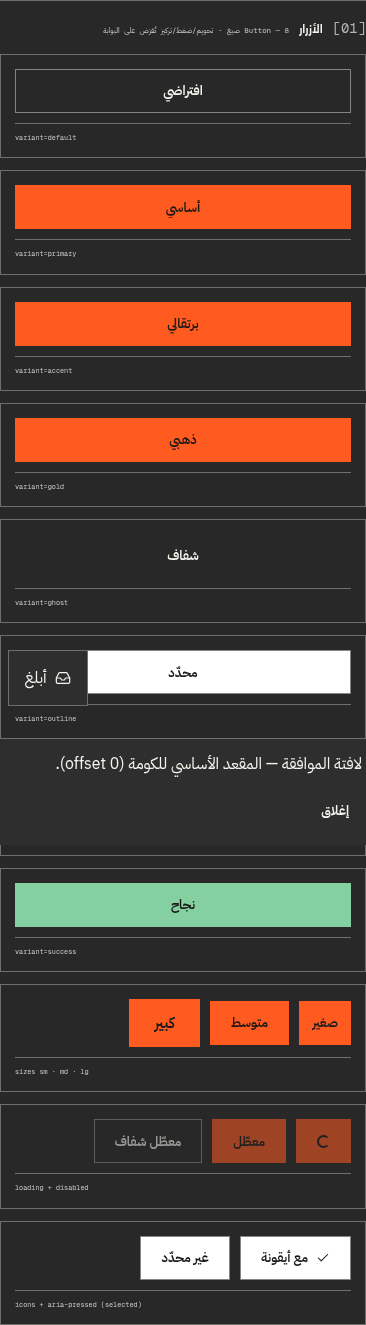 [01] الأزرار Button — 8 صيغ · تحويم/ضغط/تركيز تُفرَض على البوابة
افتراضي
variant=default
أساسي
variant=primary
برتقالي
variant=accent
ذهبي
variant=gold
شفاف
variant=ghost
محدّد
أبلغ
variant=outline
لافتة الموافقة — المقعد الأساسي للكومة (offset 0).
إغلاق
نجاح
variant=success
صغير متوسط كبير
sizes sm · md · lg
معطّل معطّل شفاف
loading + disabled
مع أيقونة غير محدّد
icons + aria-pressed (selected)